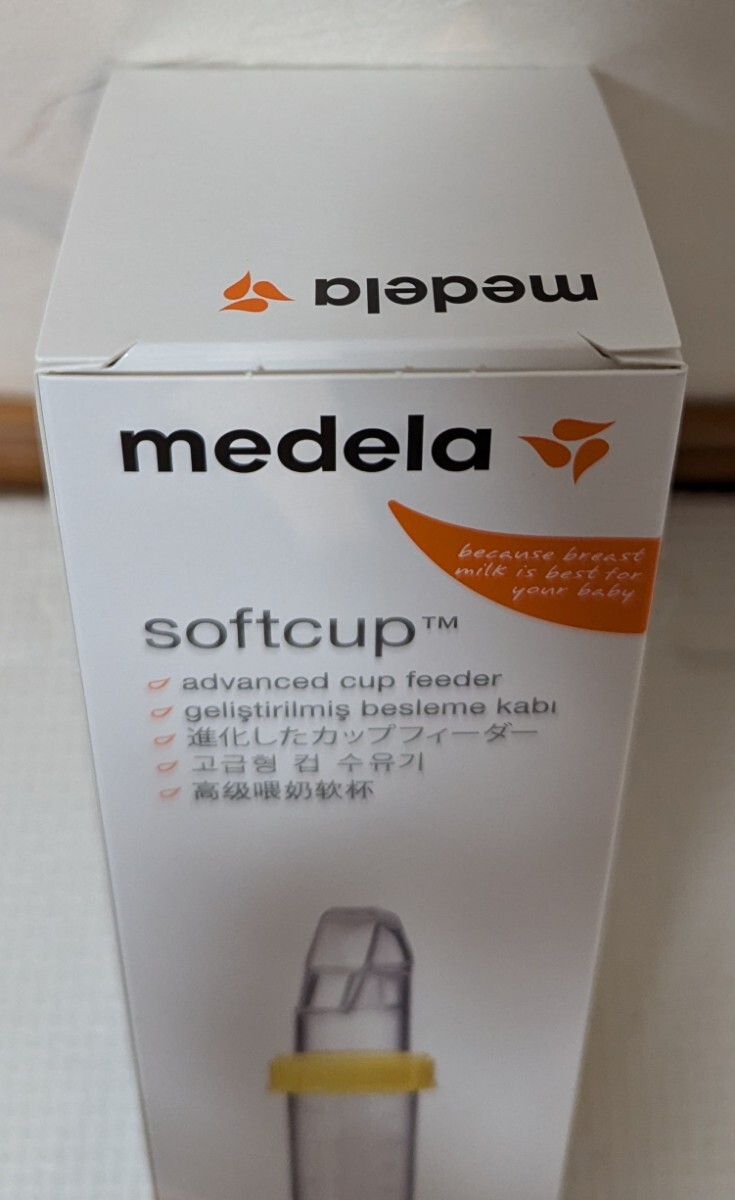 medela
medela
because breast
milk is best for
your baby
softcup™
advanced cup feeder
geliştirilmiş besleme kabı
進化したカップフィーダー
고급형 컵 수유기
高级喂奶软杯